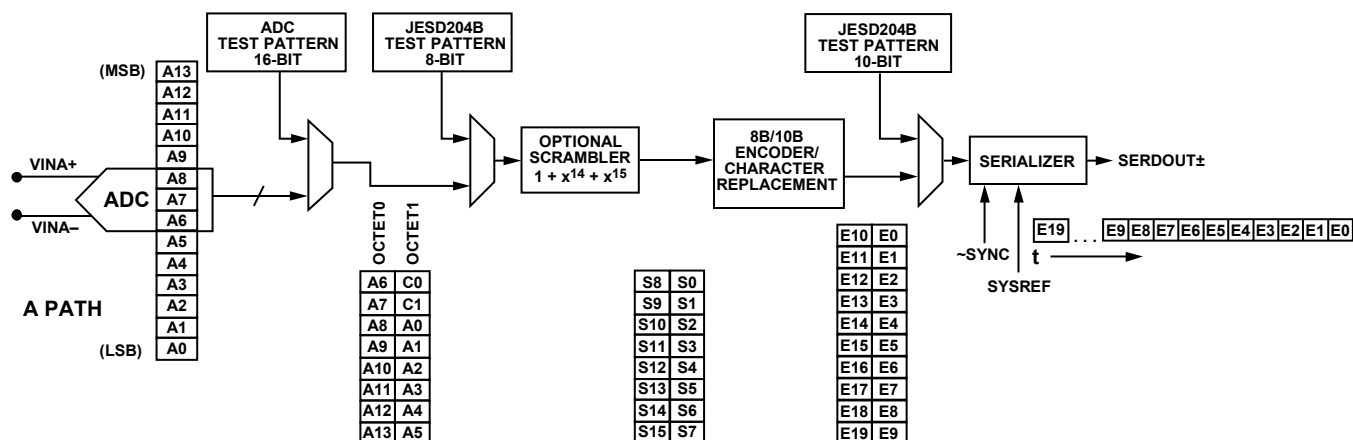 ADC
TEST PATTERN
16-BIT
JESD204B
TEST PATTERN
8-BIT
JESD204B
TEST PATTERN
10-BIT
(MSB)
A13
A12
A11
A10
A9
A8
A7
A6
A5
A4
A3
A2
A1
(LSB) A0
VINA+
ADC
VINA–
A PATH
OPTIONAL
SCRAMBLER
1 + x14 + x15
8B/10B
ENCODER/
CHARACTER
REPLACEMENT
SERIALIZER
SERDOUT±
~SYNC
SYSREF
E19 . . . E9 E8 E7 E6 E5 E4 E3 E2 E1 E0
t
OCTET0 OCTET1
A6 C0
A7 C1
A8 A0
A9 A1
A10 A2
A11 A3
A12 A4
A13 A5
S8 S0
S9 S1
S10 S2
S11 S3
S12 S4
S13 S5
S14 S6
S15 S7
E10 E0
E11 E1
E12 E2
E13 E3
E14 E4
E15 E5
E16 E6
E17 E7
E18 E8
E19 E9